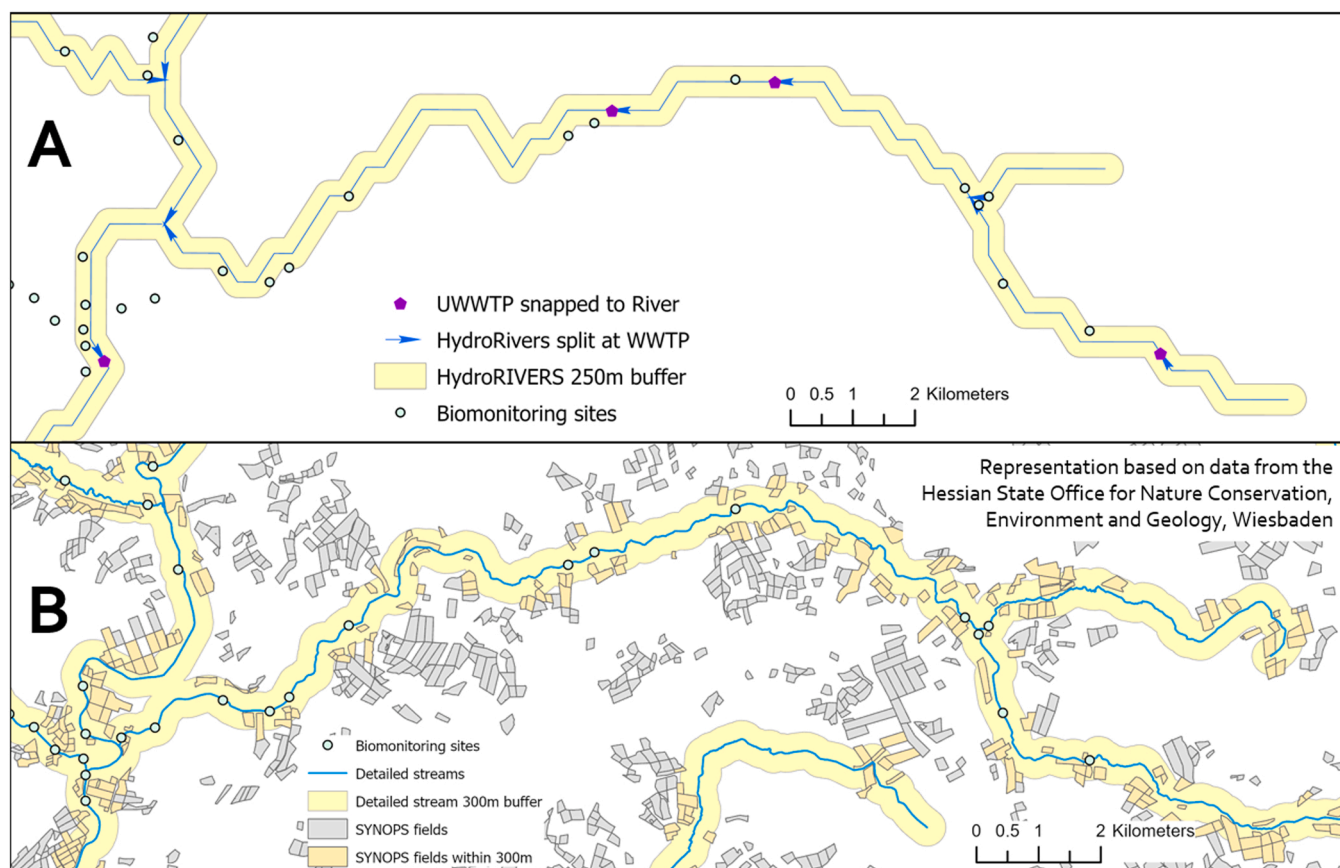 A
UWWTP snapped to River
HydroRivers split at WWTP
HydroRIVERS 250m buffer
Biomonitoring sites
0 0.5 1 2 Kilometers
Representation based on data from the
Hessian State Office for Nature Conservation,
Environment and Geology, Wiesbaden
B
Biomonitoring sites
Detailed streams
Detailed stream 300m buffer
SYNOPS fields
SYNOPS fields within 300m
0 0.5 1 2 Kilometers